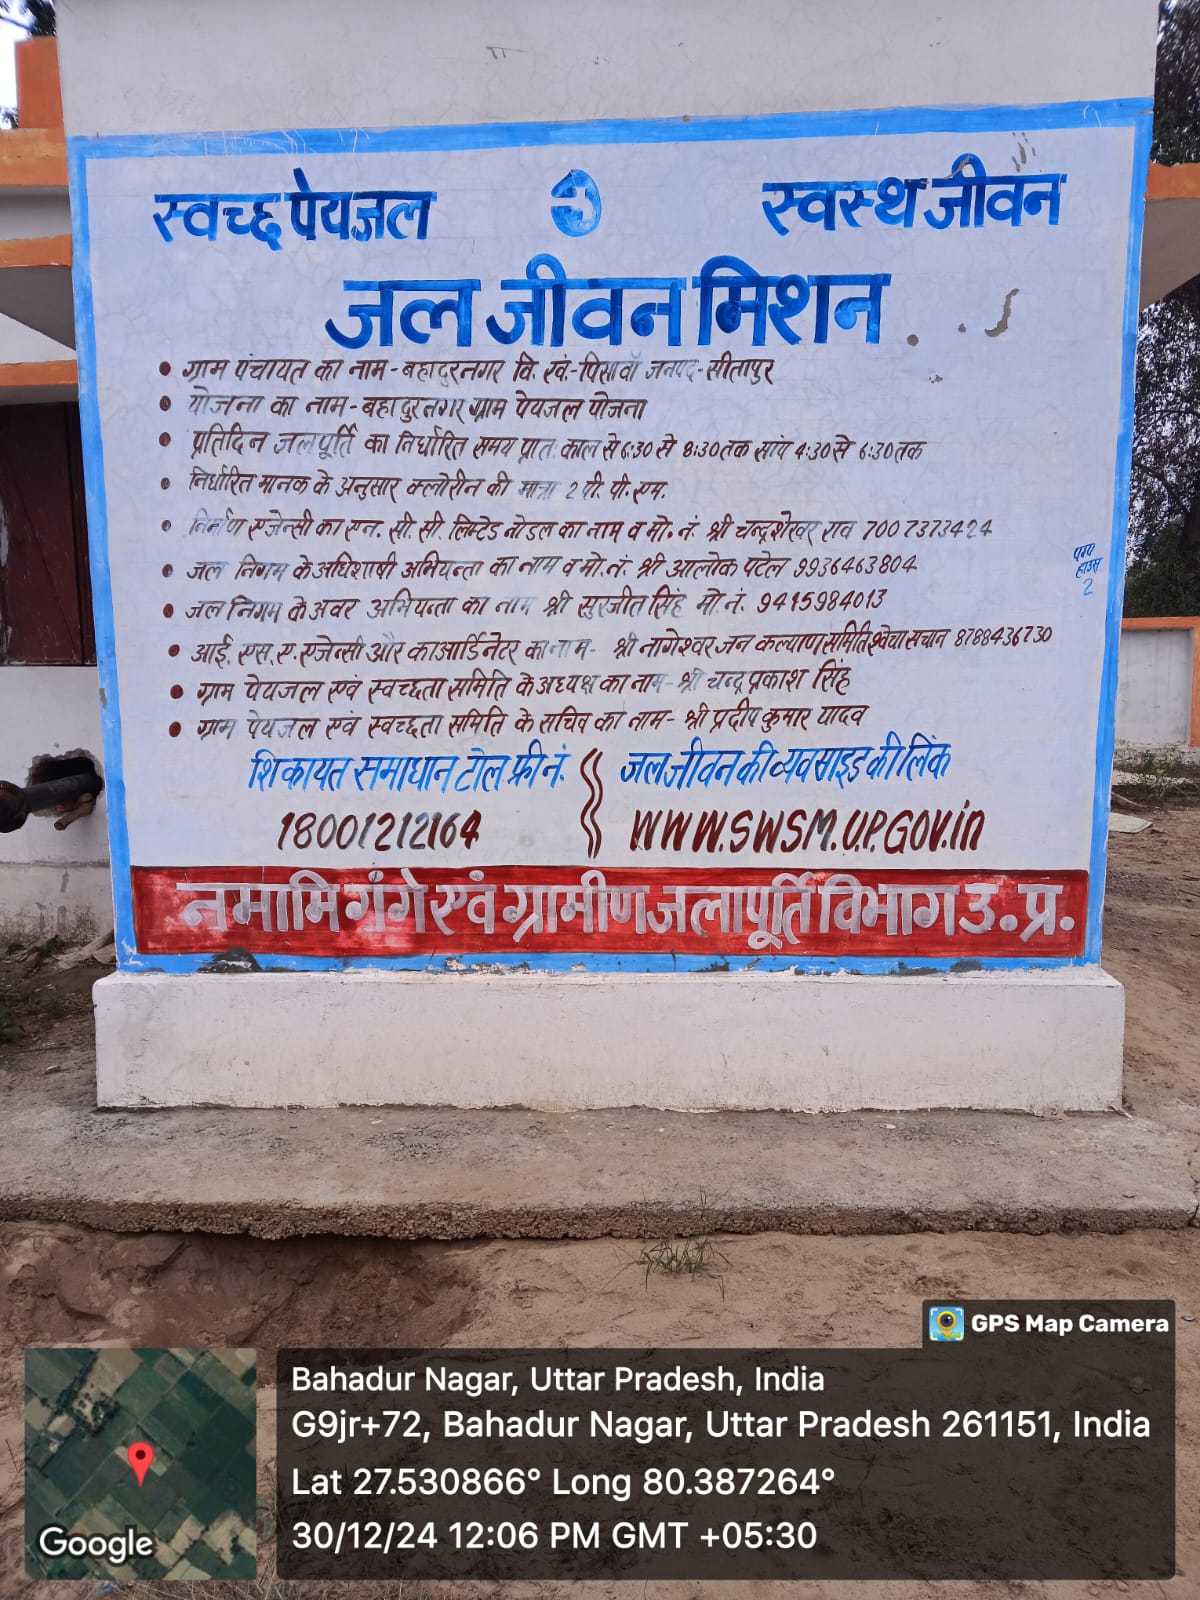 स्वच्छ पेयजल स्वस्थ जीवन
जल जीवन मिशन
• ग्राम पंचायत का नाम - बहादुरनगर वि. खं.- पिसावाँ जनपद - सीतापुर
• योजना का नाम - बहादुरनगर ग्राम पेयजल योजना
• प्रतिदिन जलपूर्ति का निर्धारित समय प्रातः काल से 6:30 से 8:30 तक सांय 4:30 से 6:30 तक
• निर्धारित मानक के अनुसार क्लोरीन की मात्रा 2 पी. पी. एम.
• निर्माण एजेन्सी का एन. सी. सी. लिम्टेड नोडल का नाम व मो. नं. श्री चन्द्रशेखर राव 7007373424
• जल निगम के अधिशाषी अभियन्ता का नाम व मो. नं. श्री आलोक पटेल 9936463804
• जल निगम के अवर अभियन्ता का नाम श्री सुरजीत सिंह मो. नं. 9415984013
• आई. एस. ए. एजेन्सी और काआर्डिनेटर का नाम - श्री नागेश्वर जन कल्याण समिति सचान 8788436730
• ग्राम पेयजल एवं स्वच्छता समिति के अध्यक्ष का नाम - श्री चन्द्र प्रकाश सिंह
• ग्राम पेयजल एवं स्वच्छता समिति के सचिव का नाम - श्री प्रदीप कुमार यादव
पम्प
हाउस
2
शिकायत समाधान टोल फ्री नं. जल जीवन की व्यवसाइड की लिंक
18001212164 WWW.SWSM.U.P.GOV.in
नमामि गंगे एवं ग्रामीण जलापूर्ति विभाग उ. प्र.
GPS Map Camera
Bahadur Nagar, Uttar Pradesh, India
G9jr+72, Bahadur Nagar, Uttar Pradesh 261151, India
Lat 27.530866° Long 80.387264°
30/12/24 12:06 PM GMT +05:30
Google